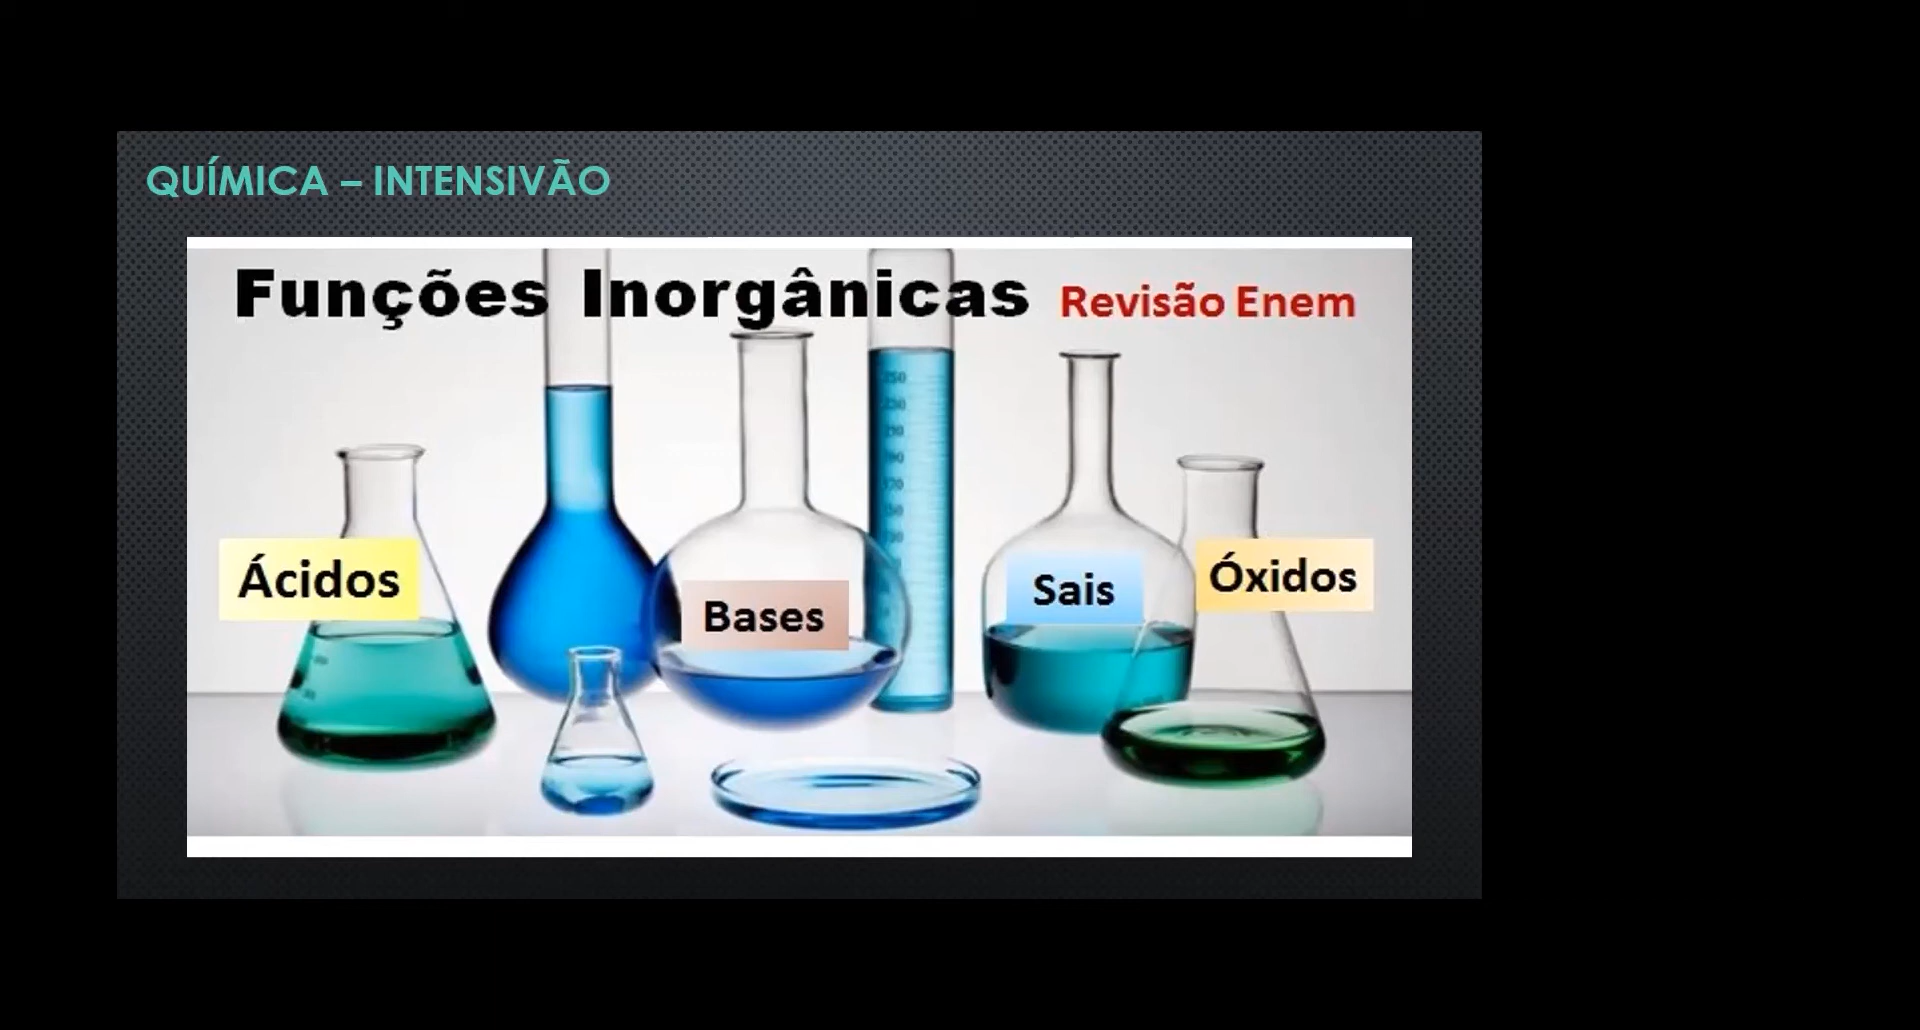 QUÍMICA – INTENSIVÃO
Funções Inorgânicas Revisão Enem
Ácidos
Bases
Sais
Óxidos